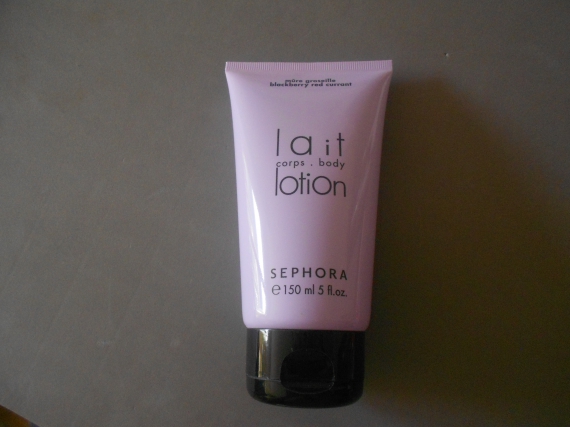 mûre groseille
blackberry red currant
lait
corps . body
lotion
SEPHORA
℮ 150 ml 5 fl.oz.